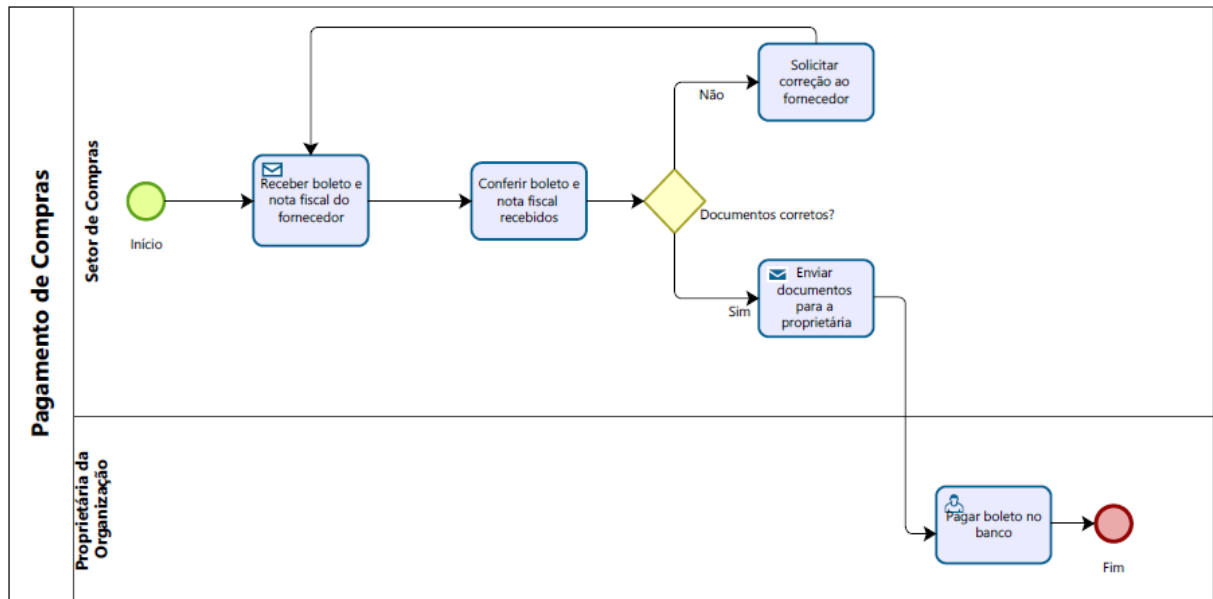 Pagamento de Compras
Setor de Compras
Início
Receber boleto e
nota fiscal do
fornecedor
Conferir boleto e
nota fiscal
recebidos
Documentos corretos?
Não
Solicitar
correção ao
fornecedor
Sim
Enviar
documentos
para a
proprietária
Proprietária da
Organização
Pagar boleto no
banco
Fim